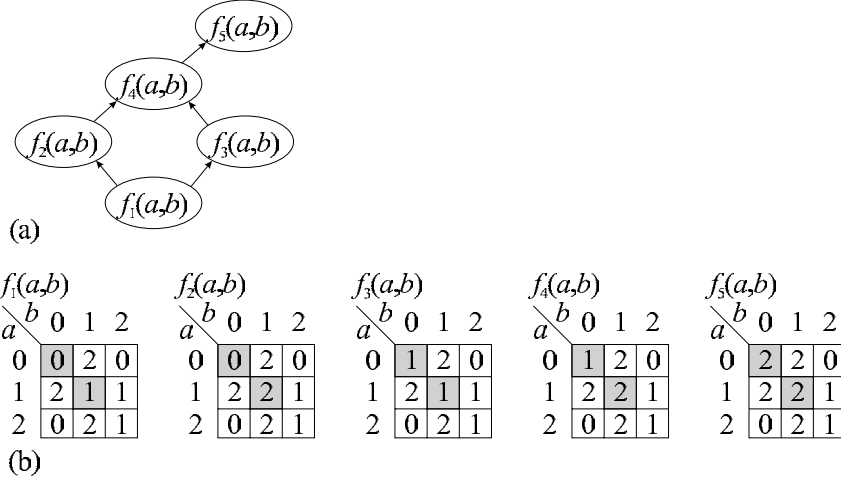 f5(a,b)
f4(a,b)
f2(a,b) f3(a,b)
f1(a,b)
(a)
f1(a,b) f2(a,b) f3(a,b) f4(a,b) f5(a,b)
b 0 1 2 b 0 1 2 b 0 1 2 b 0 1 2 b 0 1 2
a a a a a
0 0 2 0 0 0 2 0 0 1 2 0 0 1 2 0 0 2 2 0
1 2 1 1 1 2 2 1 1 2 1 1 1 2 2 1 1 2 2 1
2 0 2 1 2 0 2 1 2 0 2 1 2 0 2 1 2 0 2 1
(b)